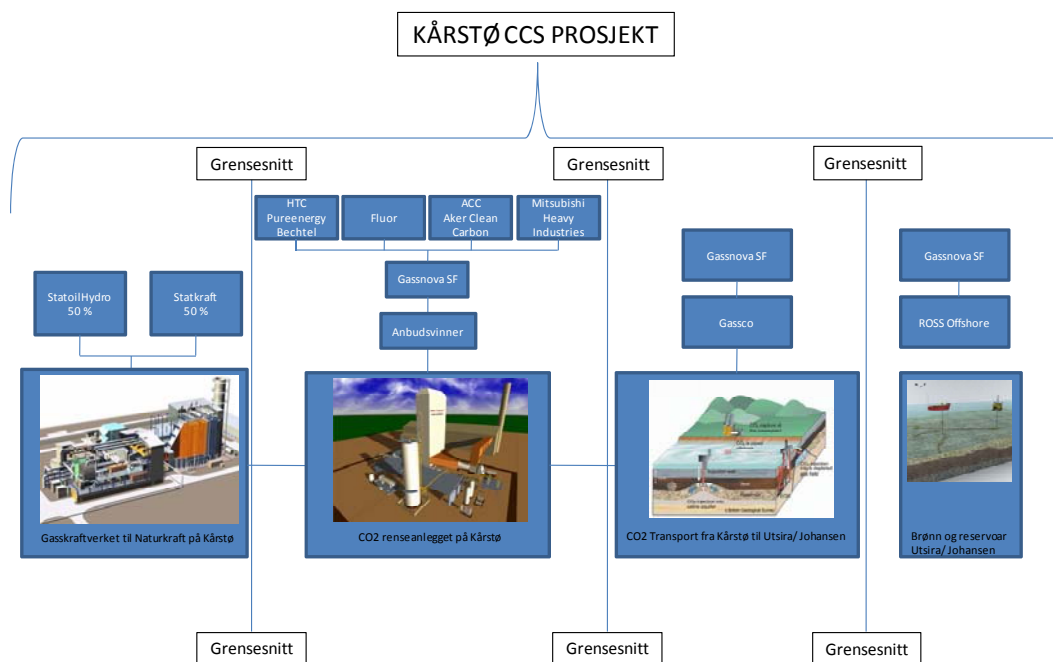 KÅRSTØ CCS PROSJEKT
Grensesnitt
Grensesnitt
Grensesnitt
HTC
Pureenergy
Bechtel
Fluor
ACC
Aker Clean
Carbon
Mitsubishi
Heavy
Industries
Gassnova SF
Anbudsvinner
StatoilHydro
50 %
Statkraft
50 %
Gassnova SF
Gassco
Gassnova SF
ROSS Offshore
Gasskraftverket til Naturkraft på Kårstø
CO2 renseanlegget på Kårstø
CO2 Transport fra Kårstø til Utsira/ Johansen
Brønn og reservoar
Utsira/ Johansen
Grensesnitt
Grensesnitt
Grensesnitt